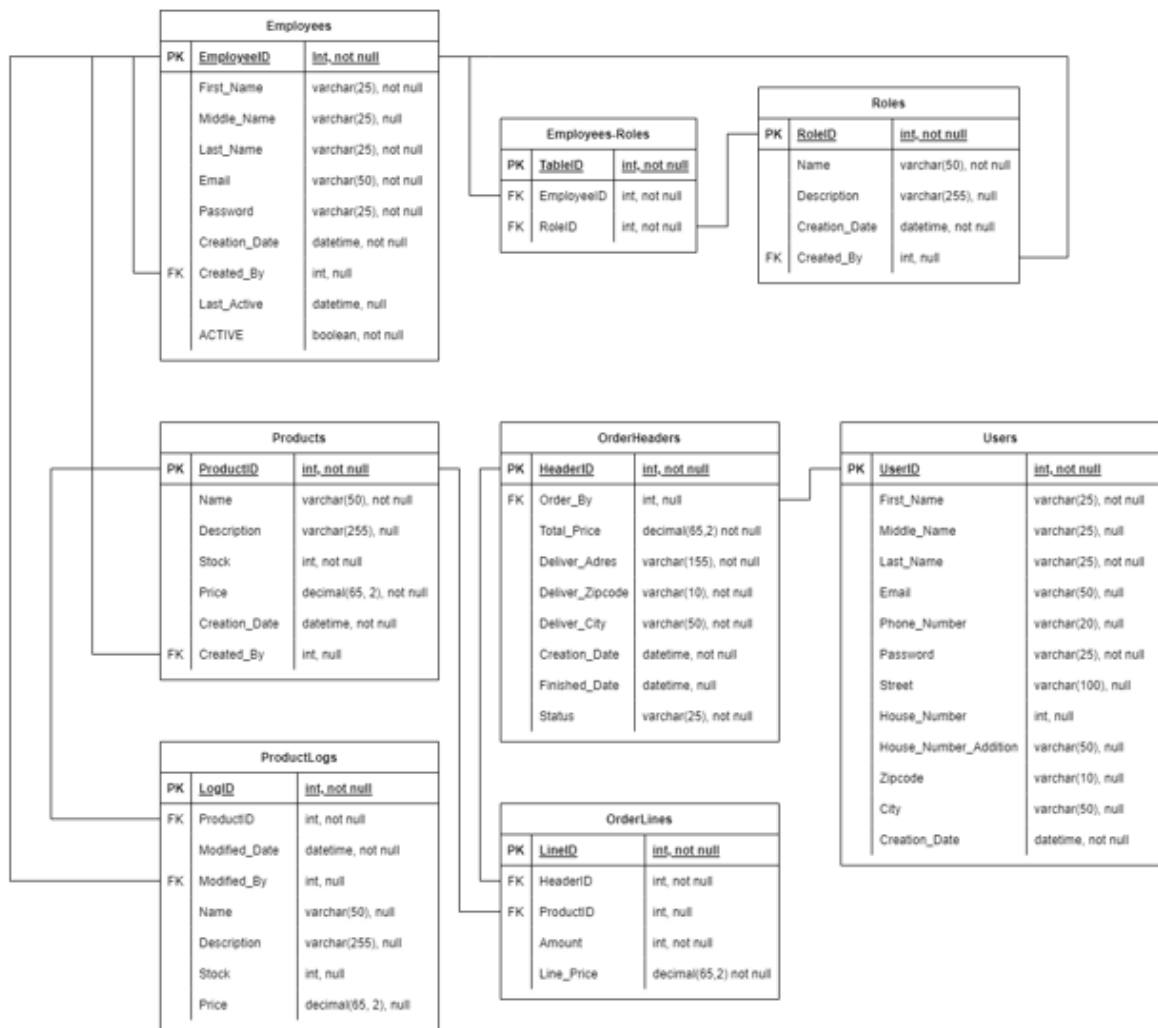 Employees
PK EmployeeID Int, not null
First_Name varchar(25), not null
Middle_Name varchar(25), null
Last_Name varchar(25), not null
Email varchar(50), not null
Password varchar(25), not null
Creation_Date datetime, not null
FK Created_By int, null
Last_Active datetime, null
ACTIVE boolean, not null
Employees-Roles
PK TableID int, not null
FK EmployeeID int, not null
FK RoleID int, not null
Roles
PK RoleID int, not null
Name varchar(50), not null
Description varchar(255), null
Creation_Date datetime, not null
FK Created_By int, null
Products
PK ProductID int, not null
Name varchar(50), not null
Description varchar(255), null
Stock int, not null
Price decimal(65, 2), not null
Creation_Date datetime, not null
FK Created_By int, null
OrderHeaders
PK HeaderID int, not null
FK Order_By int, null
Total_Price decimal(65,2) not null
Deliver_Adres varchar(155), not null
Deliver_Zipcode varchar(10), not null
Deliver_City varchar(50), not null
Creation_Date datetime, not null
Finished_Date datetime, null
Status varchar(25), not null
Users
PK UserID int, not null
First_Name varchar(25), not null
Middle_Name varchar(25), null
Last_Name varchar(25), not null
Email varchar(50), null
Phone_Number varchar(20), null
Password varchar(25), not null
Street varchar(100), null
House_Number int, null
House_Number_Addition varchar(50), null
Zipcode varchar(10), null
City varchar(50), null
Creation_Date datetime, not null
ProductLogs
PK LogID int, not null
FK ProductID int, not null
Modified_Date datetime, not null
FK Modified_By int, null
Name varchar(50), null
Description varchar(255), null
Stock int, null
Price decimal(65, 2), null
OrderLines
PK LineID int, not null
FK HeaderID int, not null
FK ProductID int, null
Amount int, not null
Line_Price decimal(65,2) not null